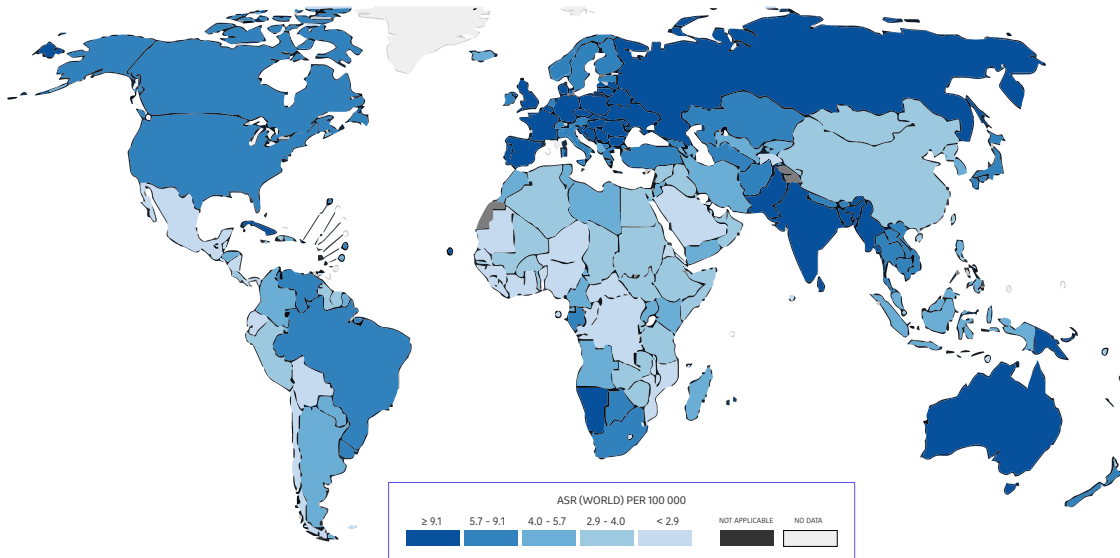 ASR (WORLD) PER 100 000
≥ 9.1 5.7 - 9.1 4.0 - 5.7 2.9 - 4.0 < 2.9 NOT APPLICABLE NO DATA